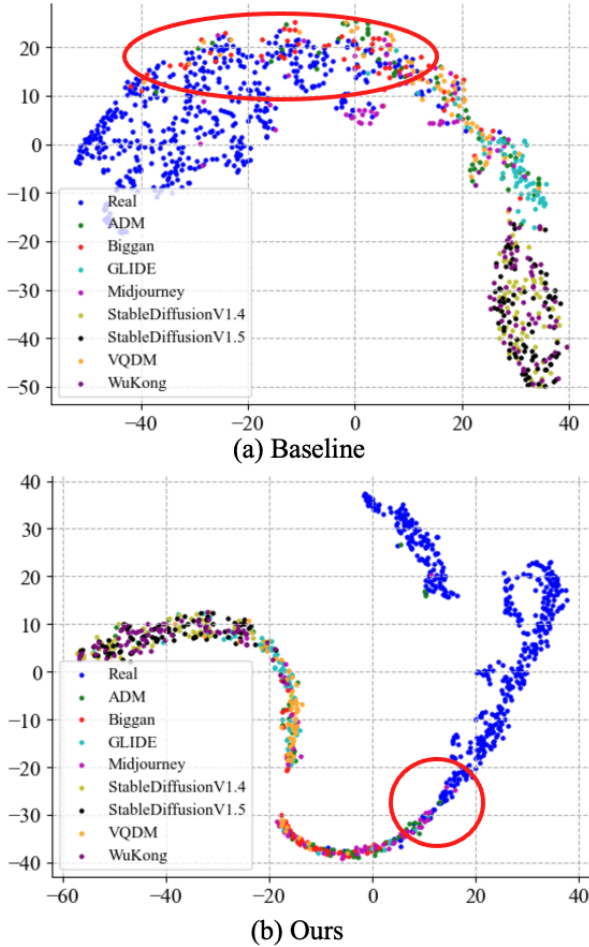 20
10
0
−10
−20
−30
−40
−50
Real
ADM
Biggan
GLIDE
Midjourney
StableDiffusionV1.4
StableDiffusionV1.5
VQDM
WuKong
−40 −20 0 20 40
(a) Baseline
40
30
20
10
0
−10
−20
−30
−40
Real
ADM
Biggan
GLIDE
Midjourney
StableDiffusionV1.4
StableDiffusionV1.5
VQDM
WuKong
−60 −40 −20 0 20 40
(b) Ours